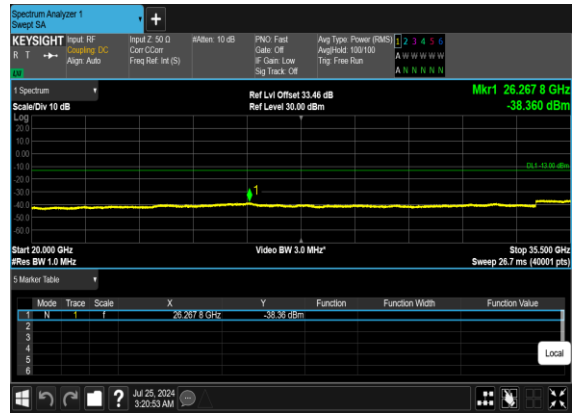 Spectrum Analyzer 1
Swept SA
+
KEYSIGHT Input: RF Input Z: 50 Ω #Atten: 10 dB PNO: Fast Avg Type: Power (RMS) 1 2 3 4 5 6
R T Coupling: DC Corr CCorr Gate: Off Avg|Hold: 100/100 A W W W W W
Align: Auto Freq Ref: Int (S) IF Gain: Low Trig: Free Run
Sig Track: Off A N N N N N
1 Spectrum
Ref Lvl Offset 33.46 dB Mkr1 26.267 8 GHz
Scale/Div 10 dB Ref Level 30.00 dBm -38.360 dBm
Log
20.0
10.0
0.00
-10.0
DL1 -13.00 dBm
-20.0
-30.0
1
-40.0
-50.0
-60.0
Start 20.000 GHz Video BW 3.0 MHz* Stop 35.500 GHz
#Res BW 1.0 MHz Sweep 26.7 ms (40001 pts)
5 Marker Table
Mode Trace Scale X Y Function Function Width Function Value
1 N 1 f 26.267 8 GHz -38.36 dBm
2
3
4
5
6
Local
? Jul 25, 2024
3:20:53 AM